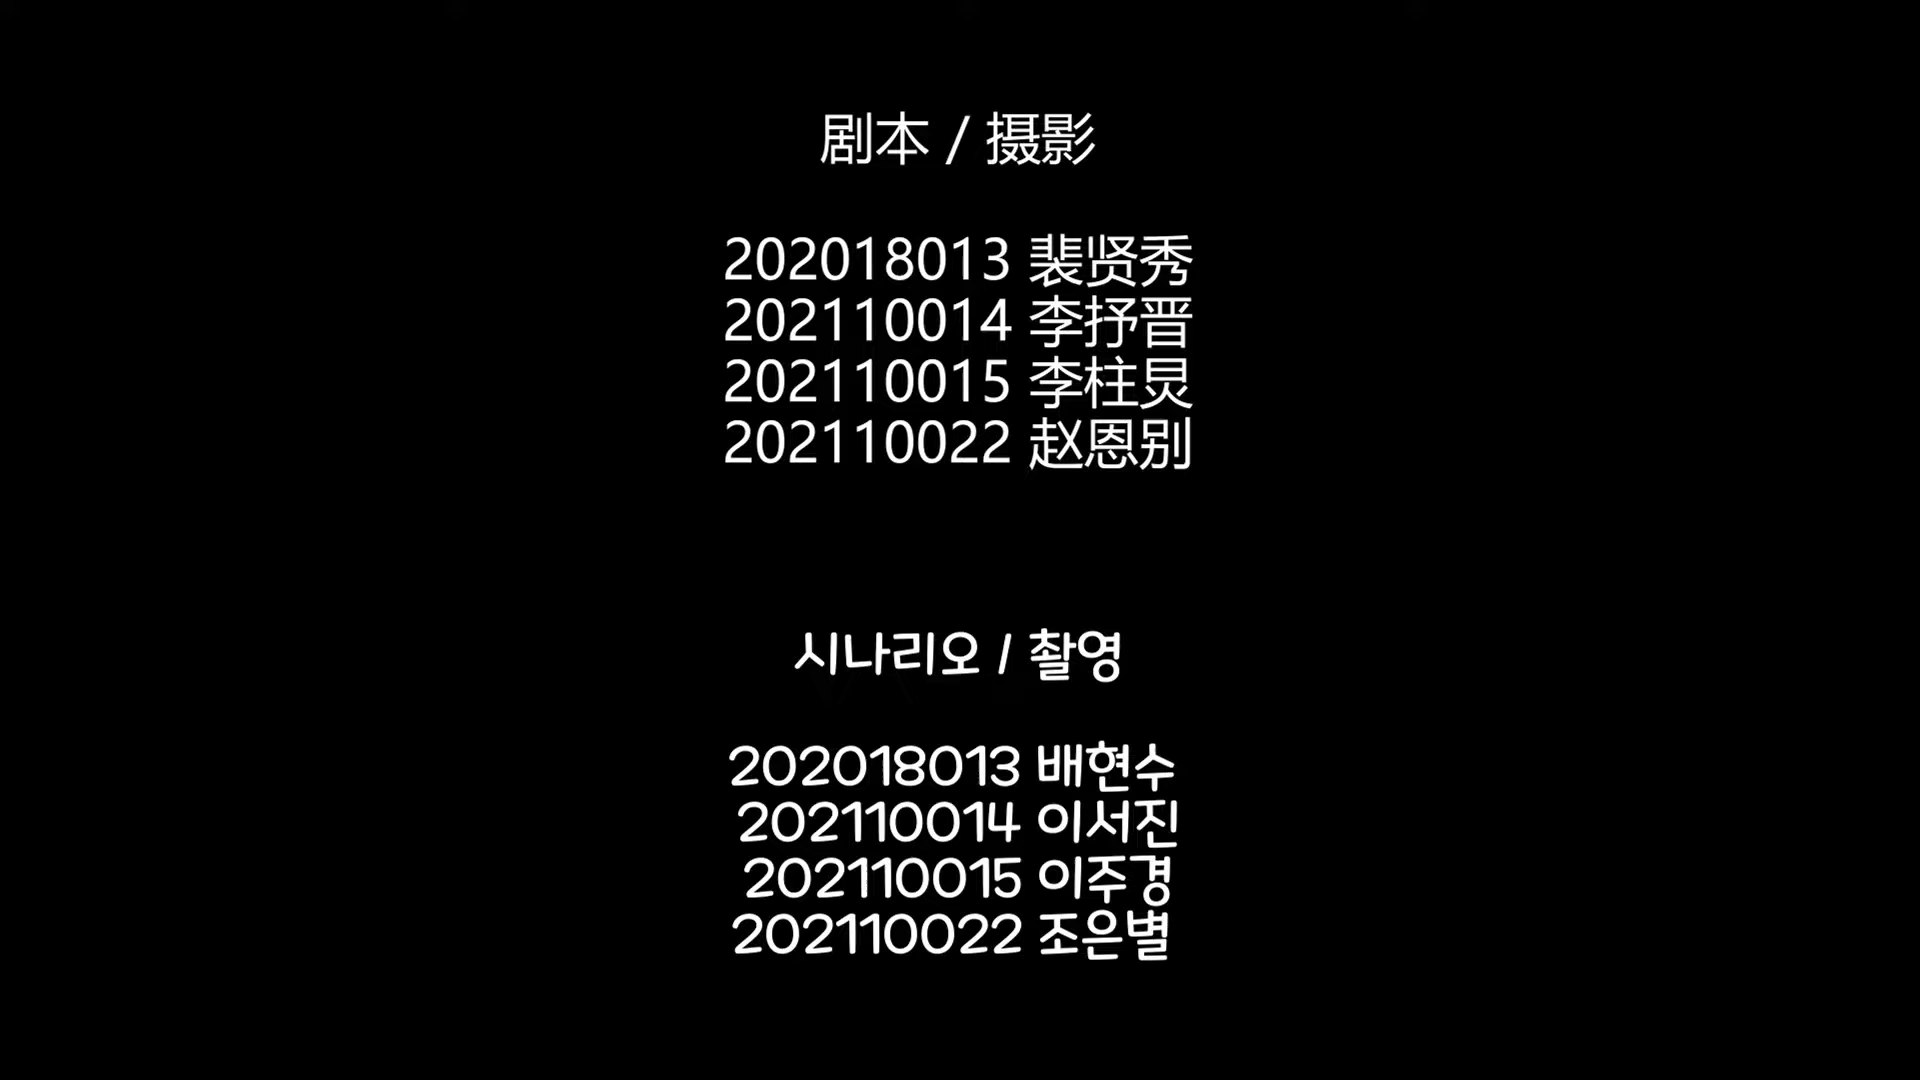 剧本 / 摄影
202018013 裴贤秀
202110014 李抒晋
202110015 李柱炅
202110022 赵恩别
시나리오 / 촬영
202018013 배현수
202110014 이서진
202110015 이주경
202110022 조은별